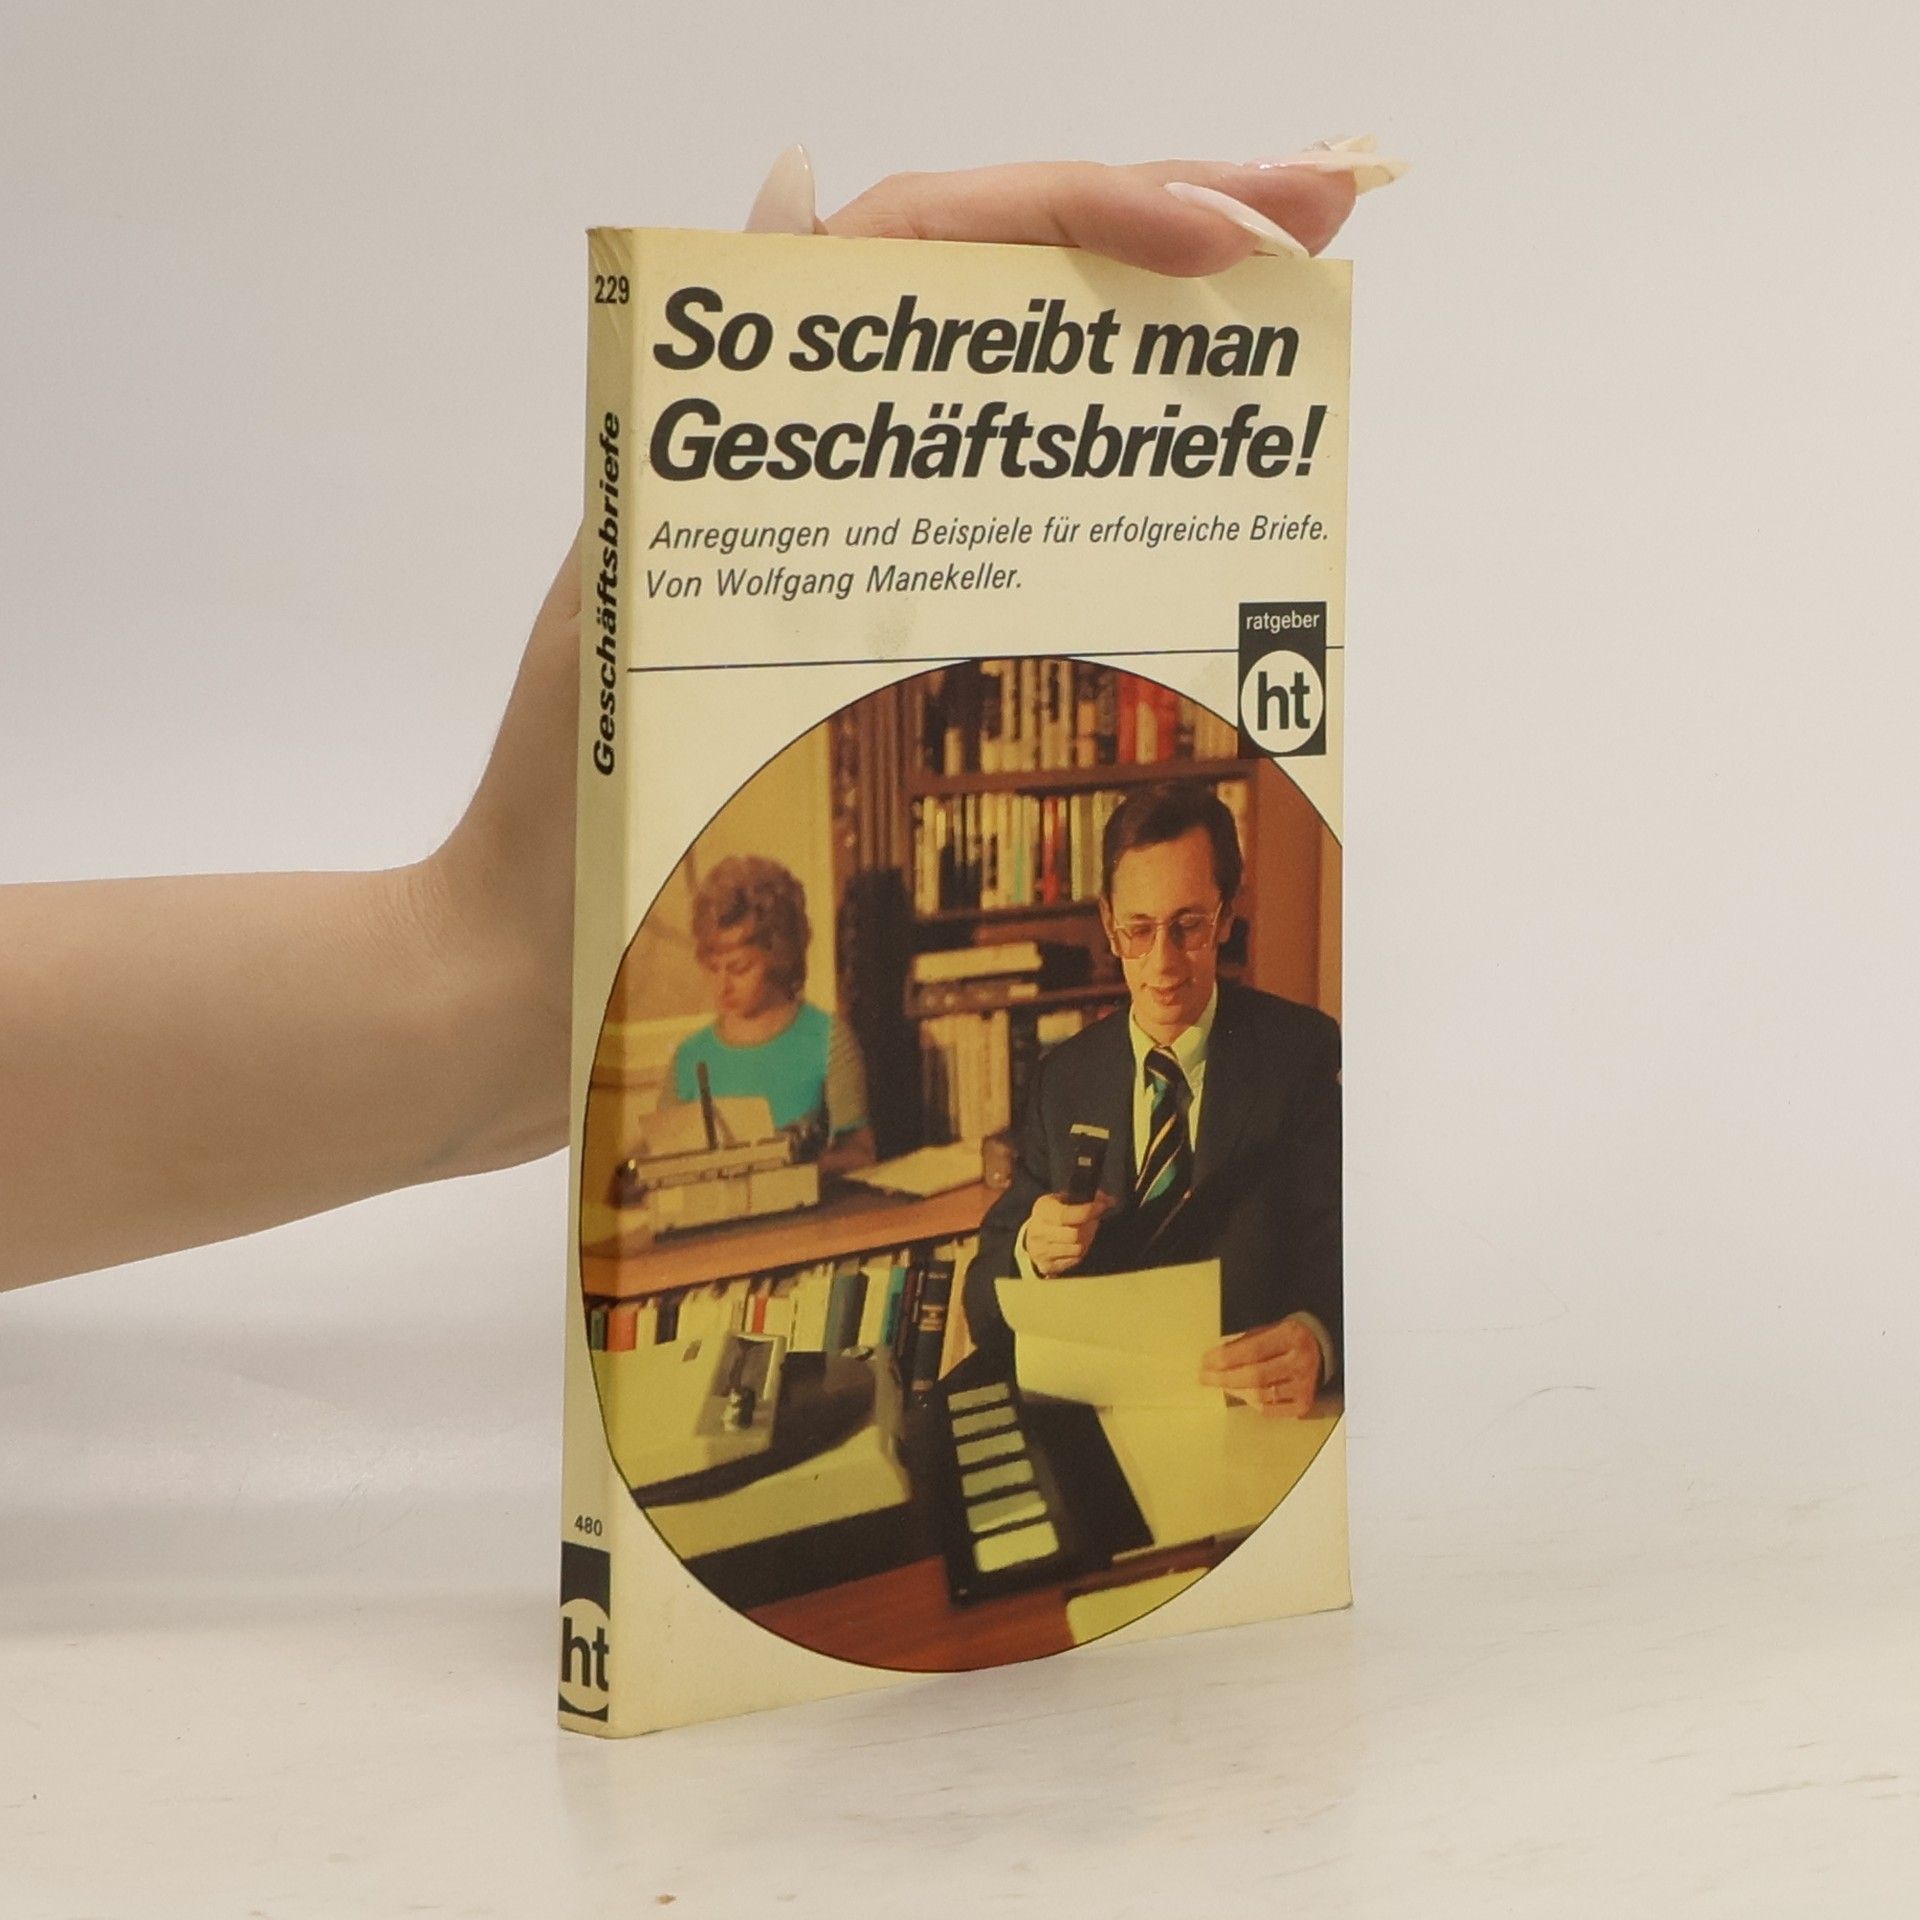 So schreibt man
Geschäftsbriefe!
Anregungen und Beispiele für erfolgreiche Briefe.
Von Wolfgang Manekeller.
ratgeber
ht
229
Geschäftsbriefe
480
ht